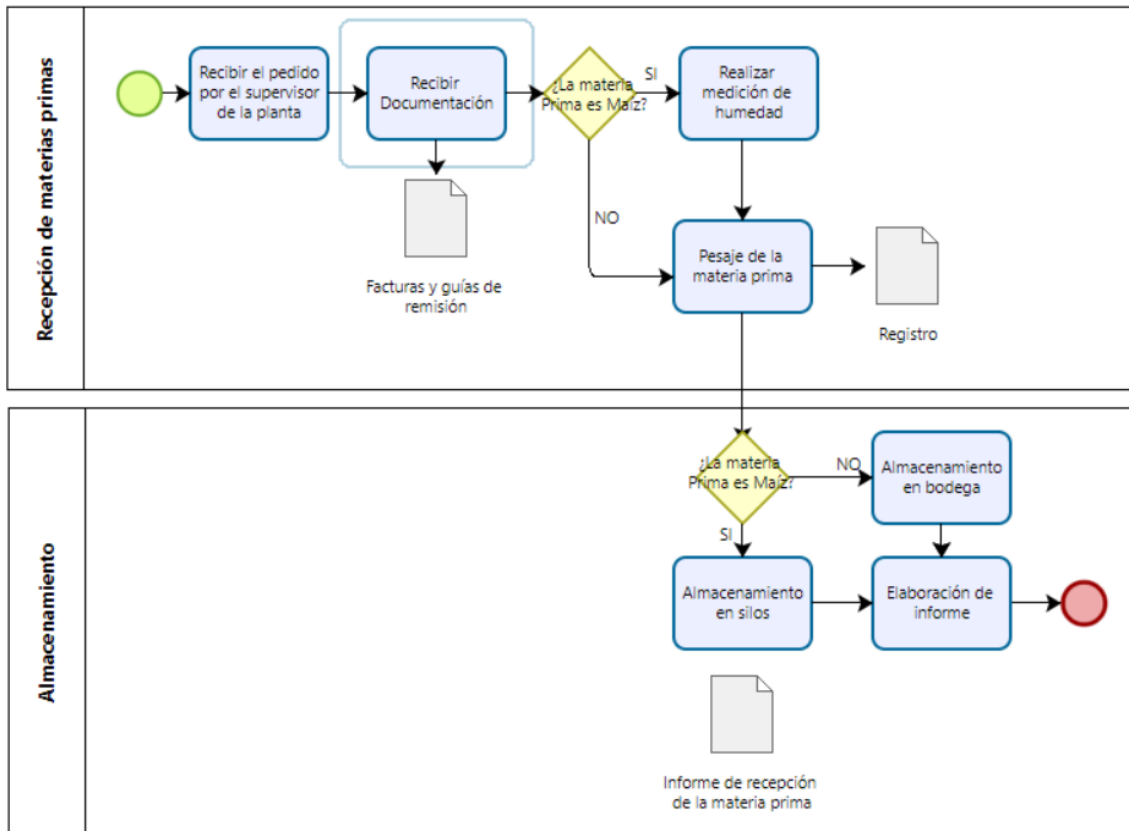 Recepción de materias primas
Recibir el pedido
por el supervisor
de la planta
Recibir
Documentación
¿La materia
Prima es Maíz?
SI
Realizar
medición de
humedad
NO
Facturas y guías de
remisión
Pesaje de la
materia prima
Registro
Almacenamiento
¿La materia
Prima es Maíz?
NO
Almacenamiento
en bodega
SI
Almacenamiento
en silos
Elaboración de
informe
Informe de recepción
de la materia prima